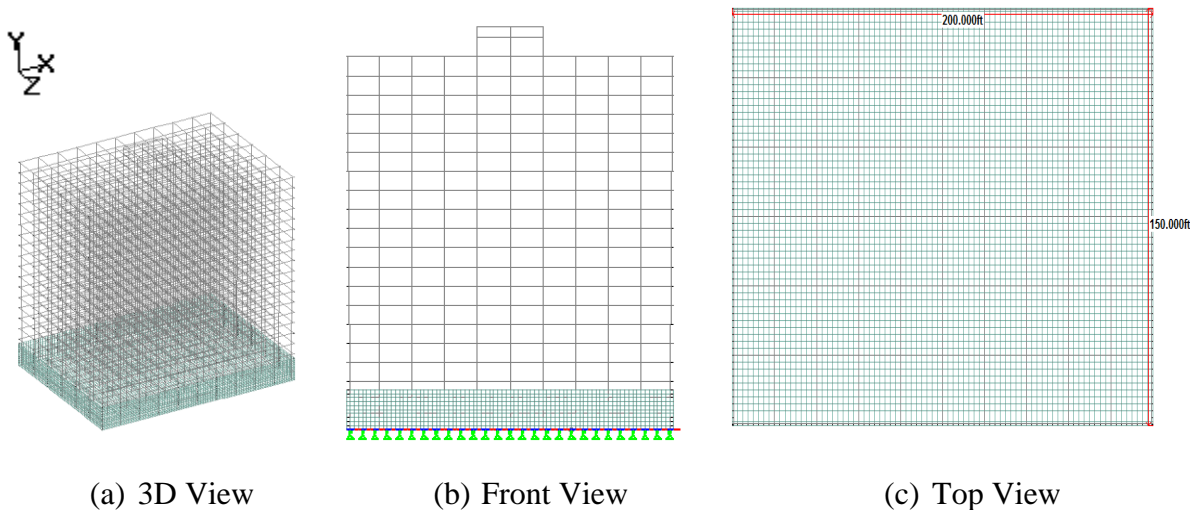 Y
X
Z
200.000ft
150.000ft
(a) 3D View
(b) Front View
(c) Top View